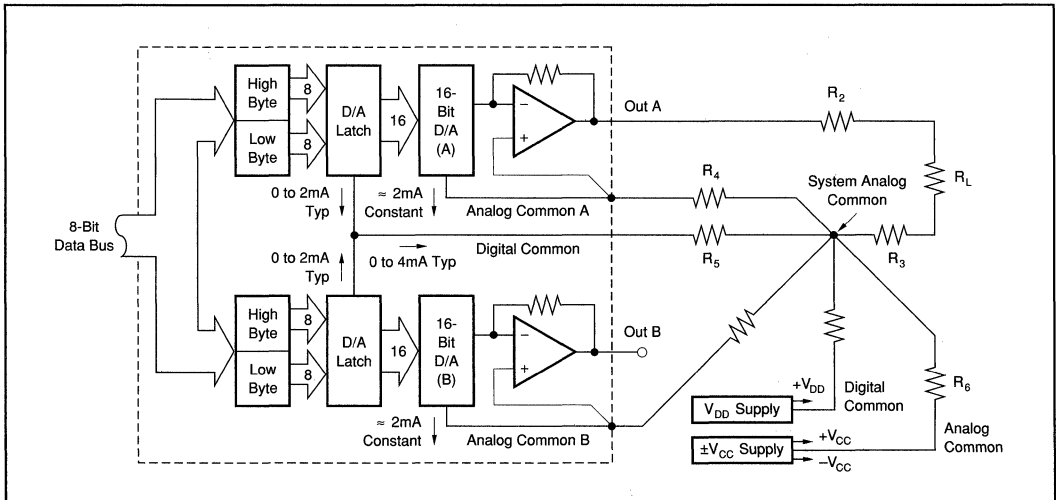 High
Byte
8
Low
Byte
8
D/A
Latch
16
16-
Bit
D/A
(A)
−
+
Out A
R2
RL
R4
System Analog
Common
0 to 2mA
Typ
≈ 2mA
Constant
Analog Common A
8-Bit
Data Bus
Digital Common
0 to 4mA Typ
R5
R3
0 to 2mA
Typ
High
Byte
8
Low
Byte
8
D/A
Latch
16
16-
Bit
D/A
(B)
−
+
Out B
+VDD
VDD Supply
Digital
Common
R6
≈ 2mA
Constant
Analog Common B
±VCC Supply
+VCC
−VCC
Analog
Common